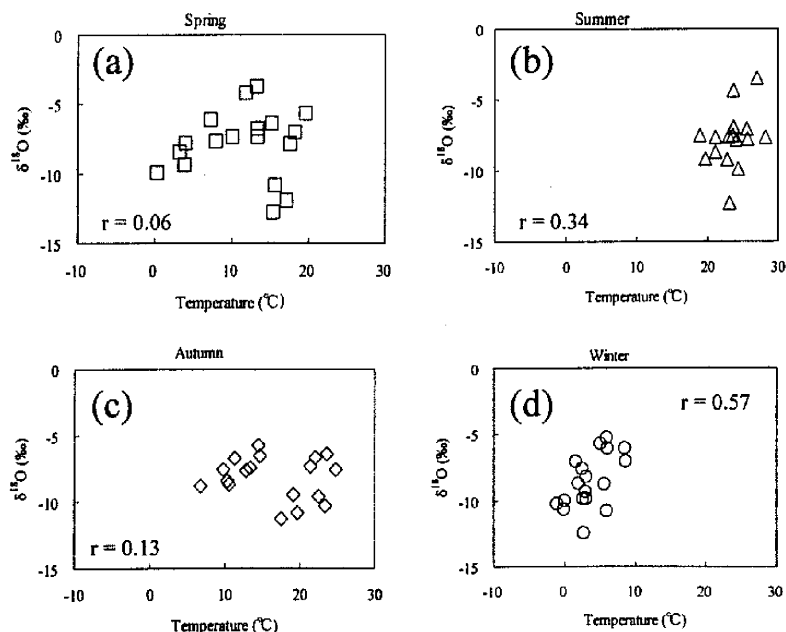 Spring
(a)
0
-5
-10
-15
δ¹⁸O (‰)
r = 0.06
-10 0 10 20 30
Temperature (℃)
Summer
(b)
0
-5
-10
-15
δ¹⁸O (‰)
r = 0.34
-10 0 10 20 30
Temperature (℃)
Autumn
(c)
0
-5
-10
-15
δ¹⁸O (‰)
r = 0.13
-10 0 10 20 30
Temperature (℃)
Winter
(d)
r = 0.57
0
-5
-10
-15
δ¹⁸O (‰)
-10 0 10 20 30
Temperature (℃)